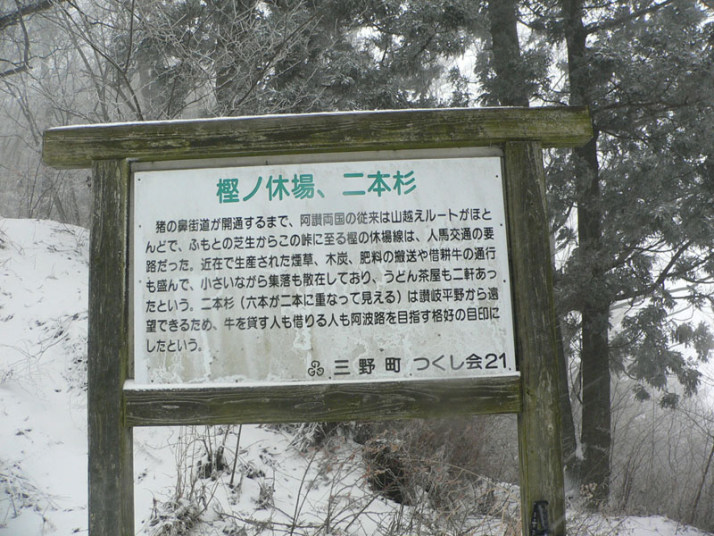 樫ノ休場、二本杉
猪の鼻街道が開通するまで、阿讃両国の従来は山越えルートがほと
んどで、ふもとの芝生からこの峠に至る樫の休場線は、人馬交通の要
路だった。近在で生産された煙草、木炭、肥料の搬送や借耕牛の通行
も盛んで、小さいながら集落も散在しており、うどん茶屋も二軒あっ
たという。二本杉（六本が二本に重なって見える）は讃岐平野から遠
望できるため、牛を貸す人も借りる人も阿波路を目指す格好の目印に
したという。
三野町 つくし会21